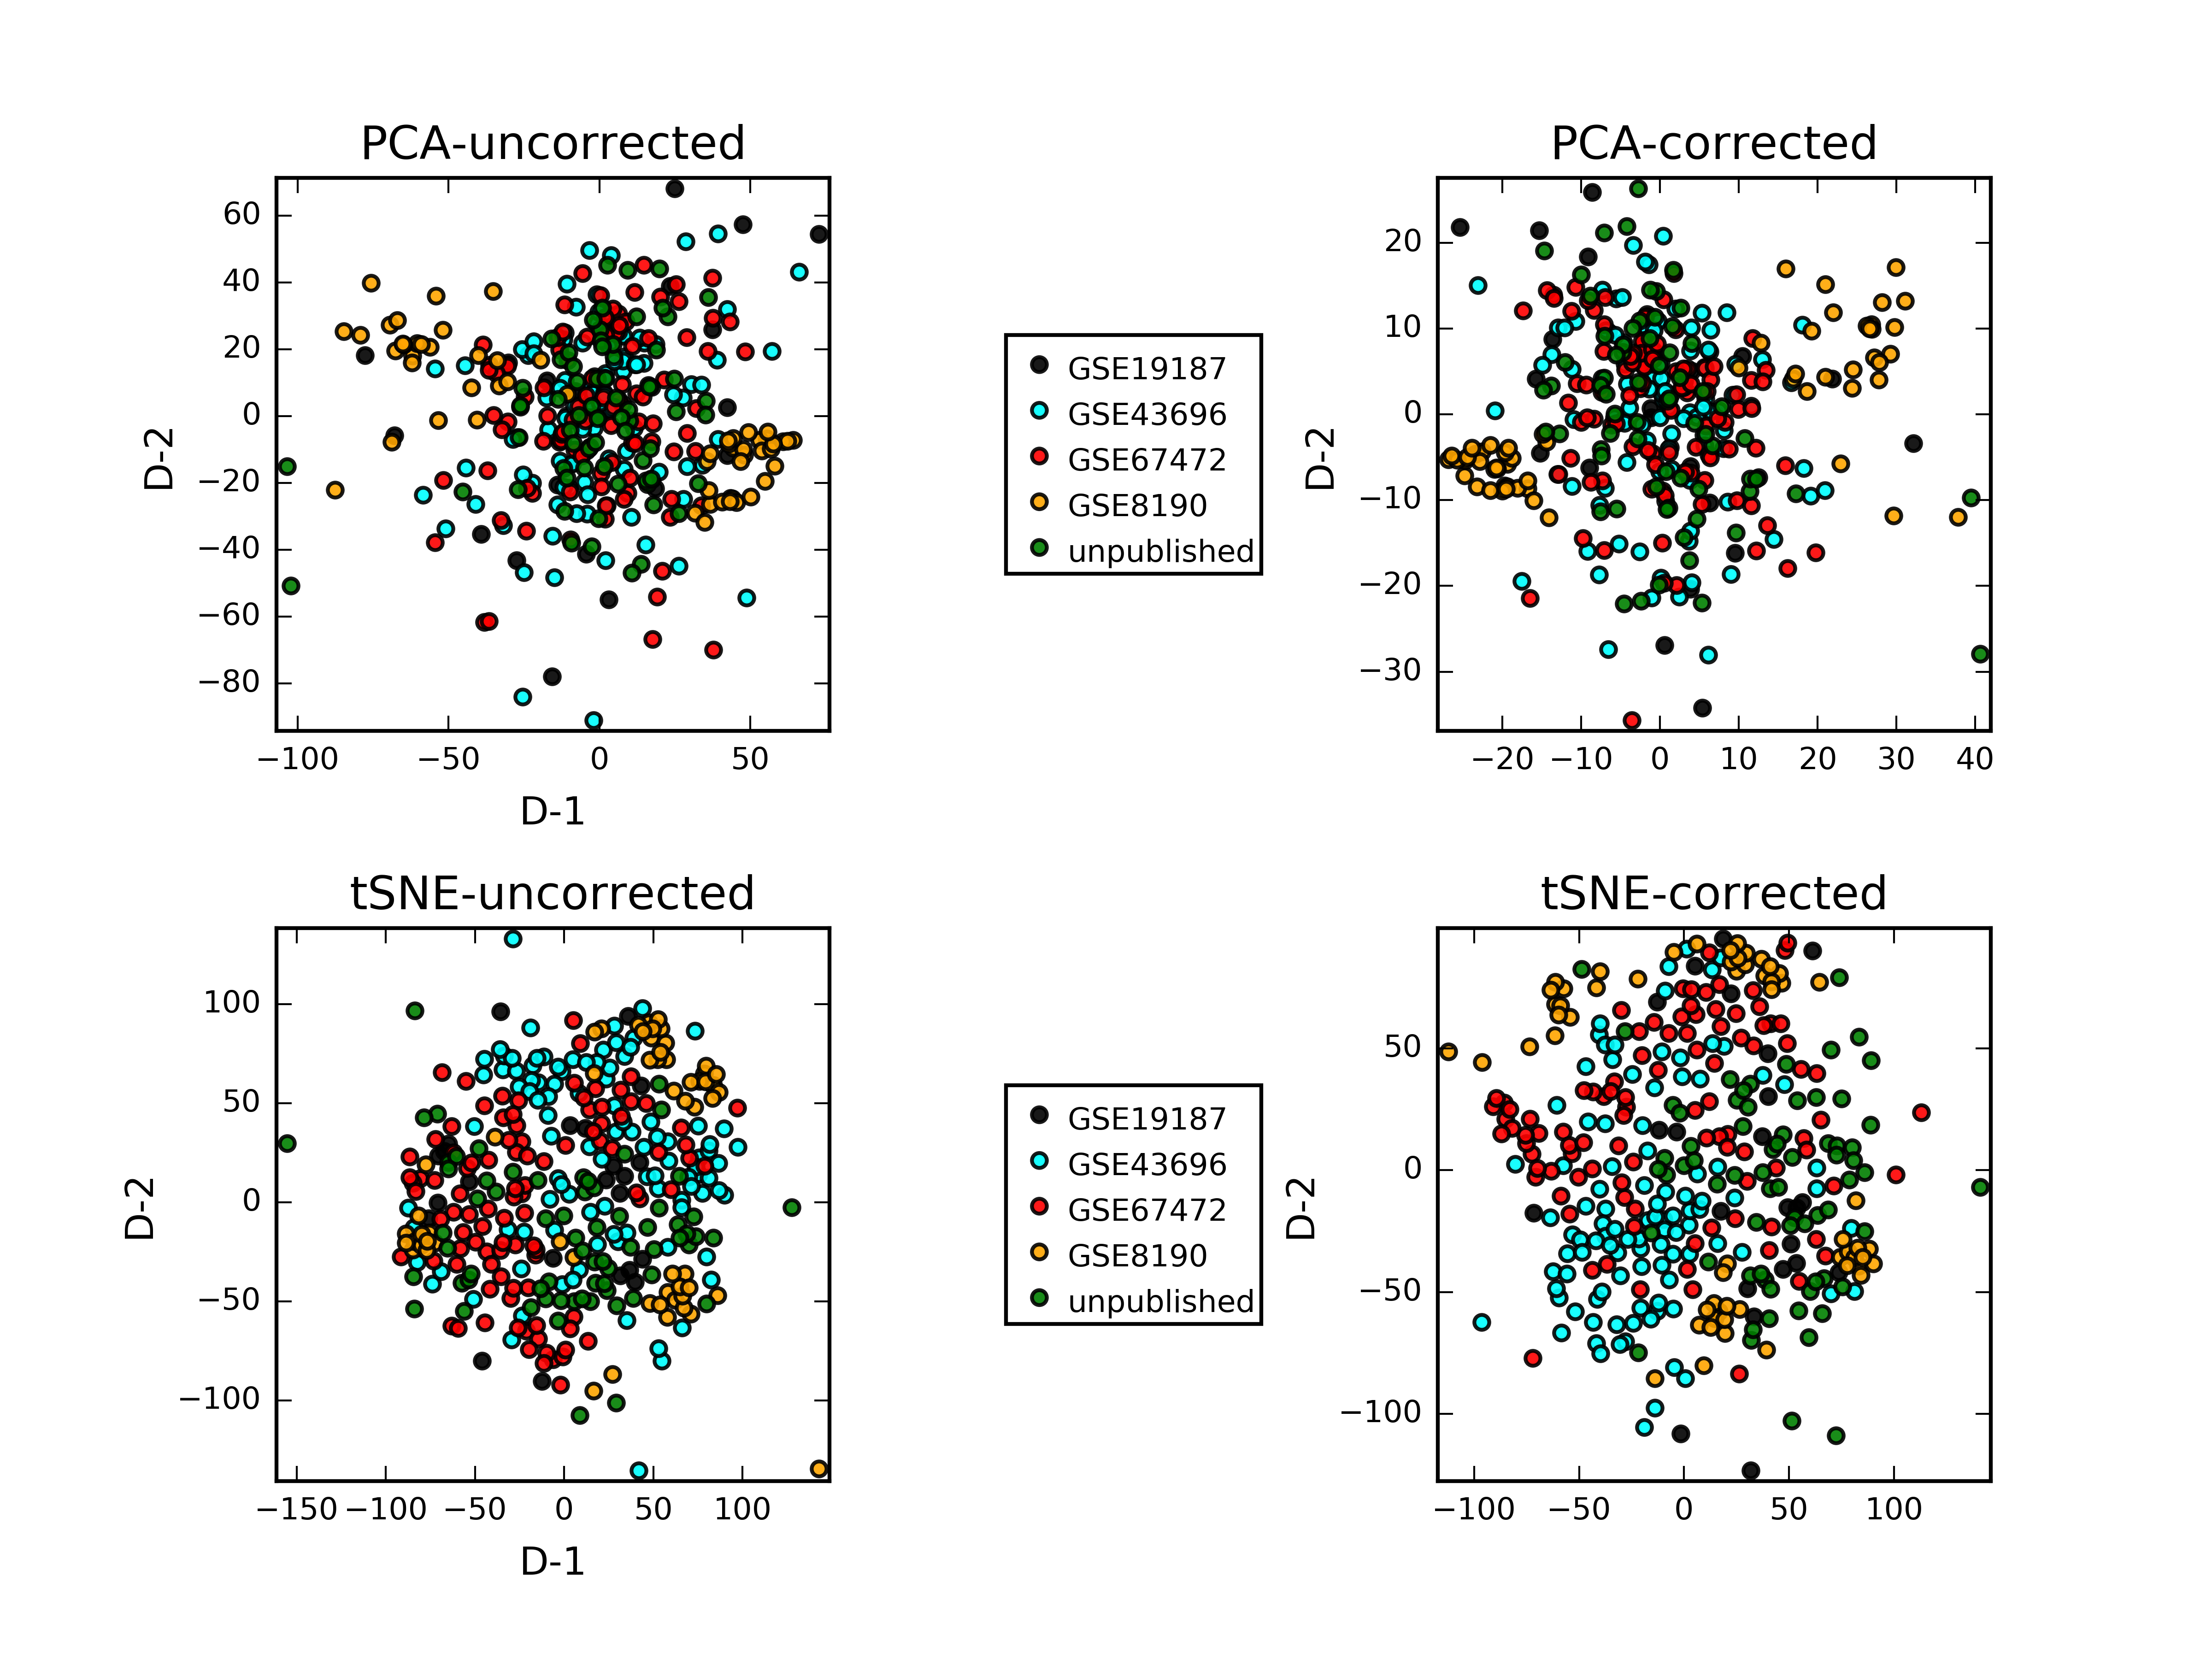 PCA-uncorrected
60
40
20
0
−20
−40
−60
−80
D-2
−100 −50 0 50
D-1
GSE19187
GSE43696
GSE67472
GSE8190
unpublished
PCA-corrected
20
10
0
−10
−20
−30
D-2
−20 −10 0 10 20 30 40
tSNE-uncorrected
100
50
0
−50
−100
D-2
−150 −100 −50 0 50 100
D-1
GSE19187
GSE43696
GSE67472
GSE8190
unpublished
tSNE-corrected
50
0
−50
−100
D-2
−100 −50 0 50 100